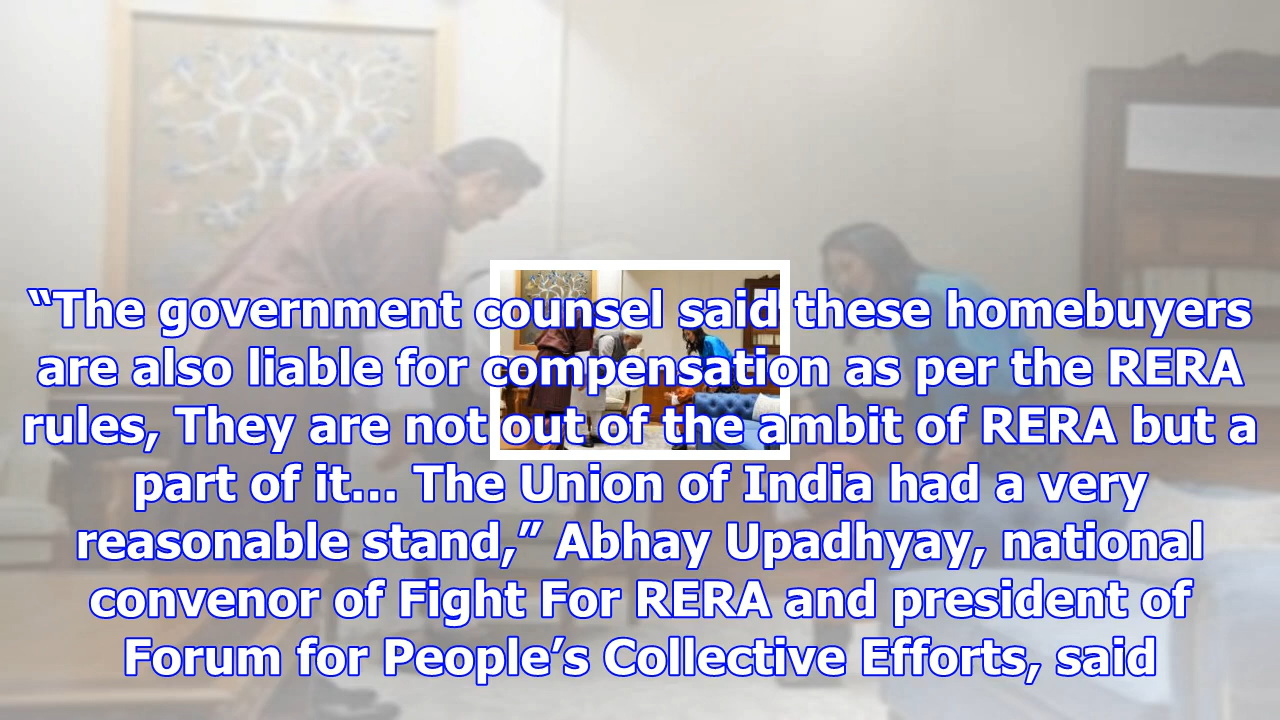 “The government counsel said these homebuyers
are also liable for compensation as per the RERA
rules, They are not out of the ambit of RERA but a
part of it... The Union of India had a very
reasonable stand,” Abhay Upadhyay, national
convenor of Fight For RERA and president of
Forum for People’s Collective Efforts, said